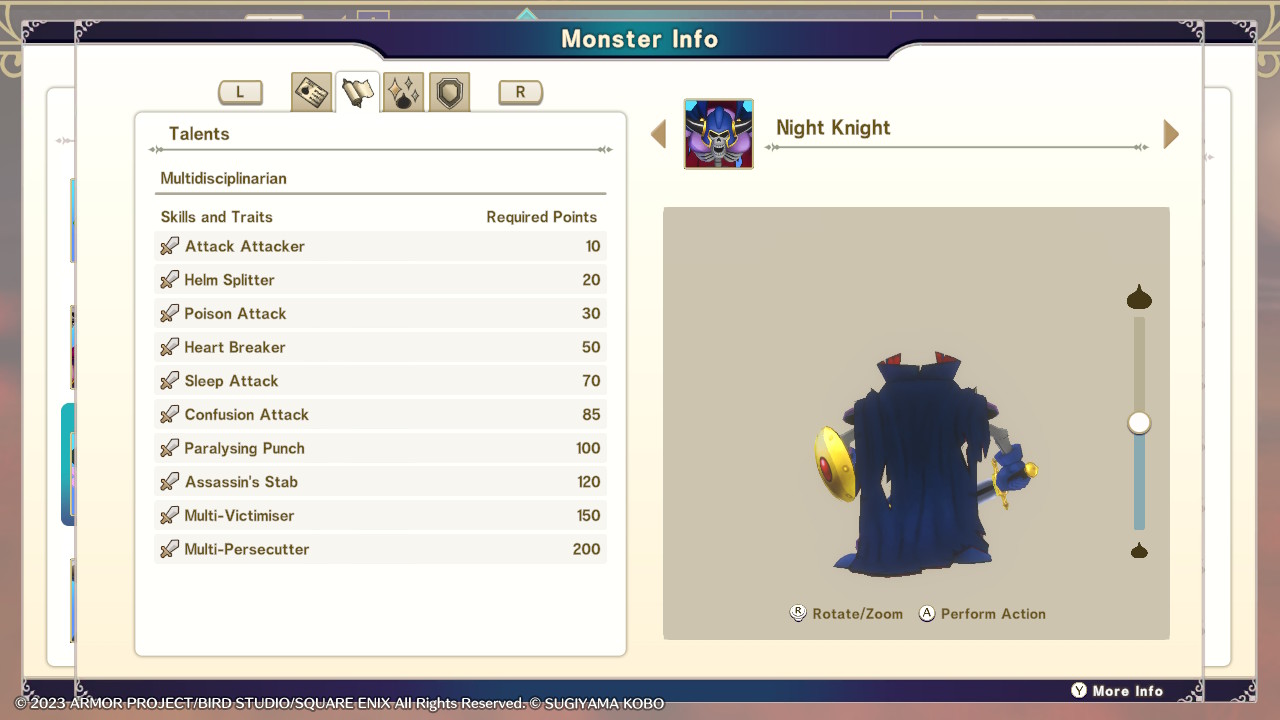 Monster Info
L
R
Talents
Multidisciplinarian
Skills and Traits Required Points
Attack Attacker 10
Helm Splitter 20
Poison Attack 30
Heart Breaker 50
Sleep Attack 70
Confusion Attack 85
Paralysing Punch 100
Assassin's Stab 120
Multi-Victimiser 150
Multi-Persecutter 200
Night Knight
R Rotate/Zoom A Perform Action
Y More Info
© 2023 ARMOR PROJECT/BIRD STUDIO/SQUARE ENIX All Rights Reserved. © SUGIYAMA KOBO